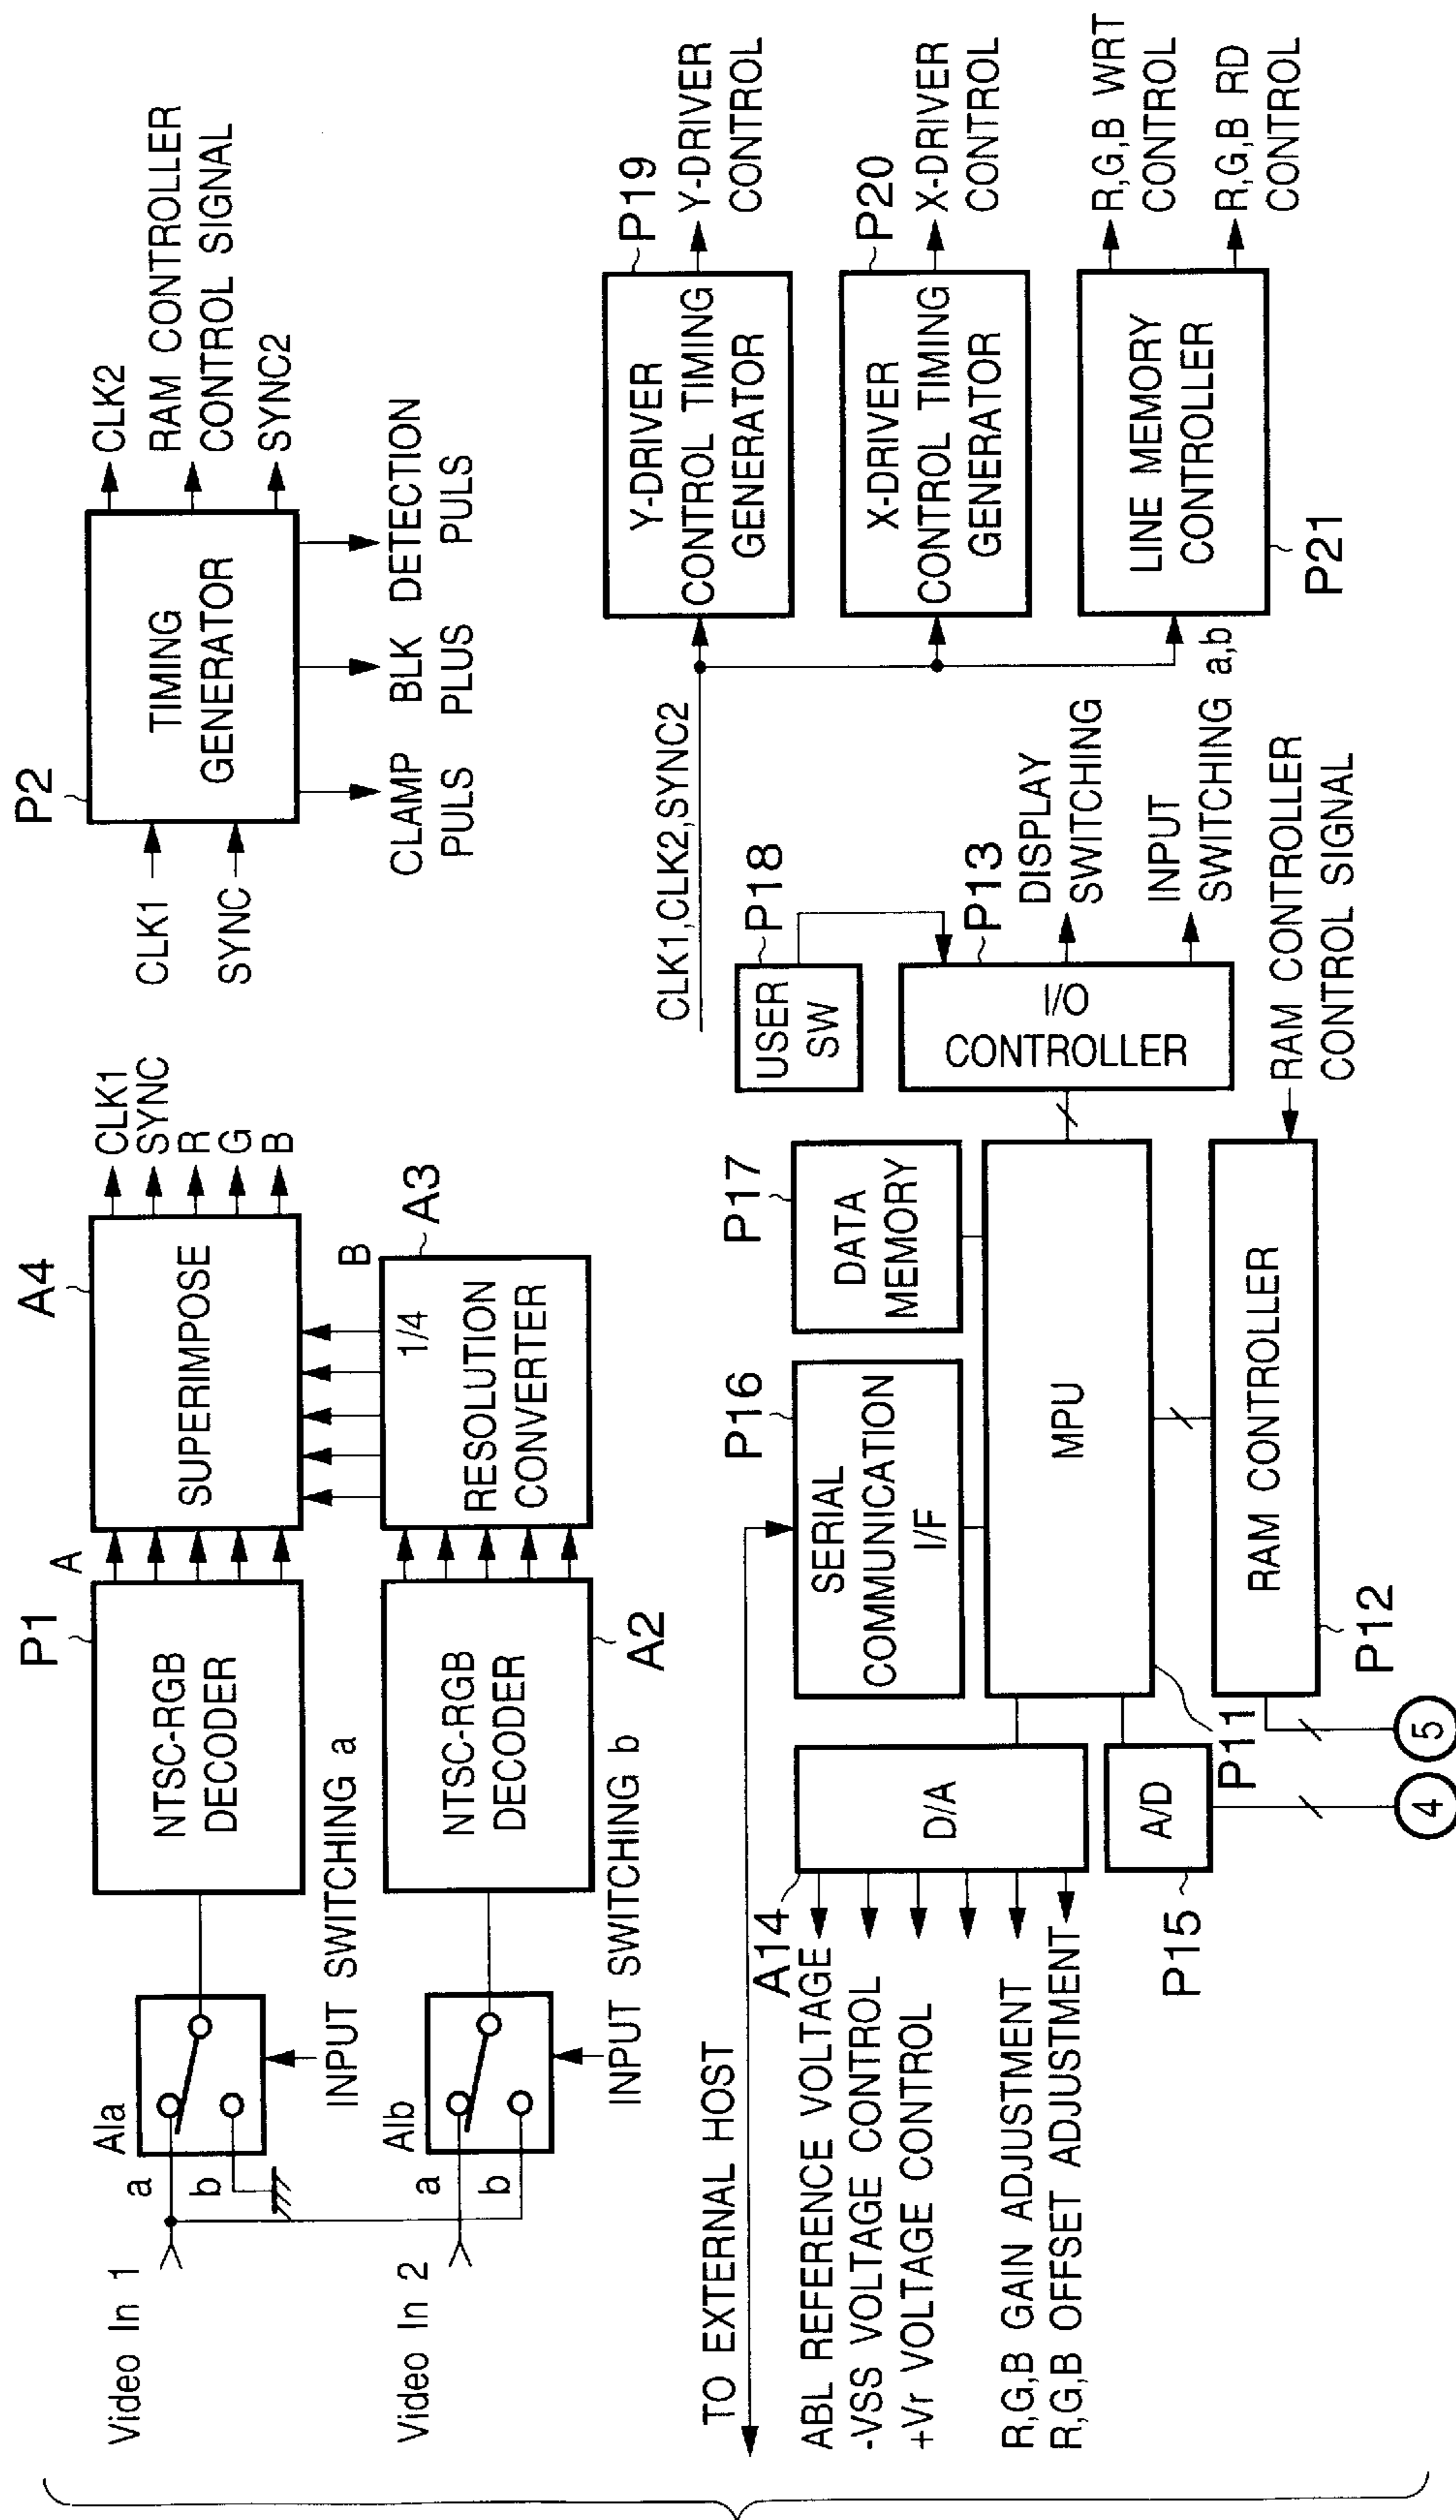 Video In 1
a
b
AIa
INPUT SWITCHING a
P1
NTSC-RGB
DECODER
A
A4
SUPERIMPOSE
CLK1
SYNC
R
G
B
Video In 2
a
b
AIb
INPUT SWITCHING b
A2
NTSC-RGB
DECODER
A3
B
1/4
RESOLUTION
CONVERTER
P2
CLK1
SYNC
TIMING
GENERATOR
CLK2
RAM CONTROLLER
CONTROL SIGNAL
SYNC2
CLAMP
PULS
BLK
PLUS
DETECTION
PULS
TO EXTERNAL HOST
A14
ABL REFERENCE VOLTAGE
-VSS VOLTAGE CONTROL
+Vr VOLTAGE CONTROL
R,G,B GAIN ADJUSTMENT
R,G,B OFFSET ADJUSTMENT
D/A
P15
A/D
P11
P16
SERIAL
COMMUNICATION
I/F
P17
DATA
MEMORY
MPU
RAM CONTROLLER
P12
4
5
P18
USER
SW
P13
I/O
CONTROLLER
DISPLAY
SWITCHING
INPUT
SWITCHING a,b
RAM CONTROLLER
CONTROL SIGNAL
CLK1,CLK2,SYNC2
P19
Y-DRIVER
CONTROL TIMING
GENERATOR
Y-DRIVER
CONTROL
P20
X-DRIVER
CONTROL TIMING
GENERATOR
X-DRIVER
CONTROL
P21
LINE MEMORY
CONTROLLER
R,G,B WRT
CONTROL
R,G,B RD
CONTROL